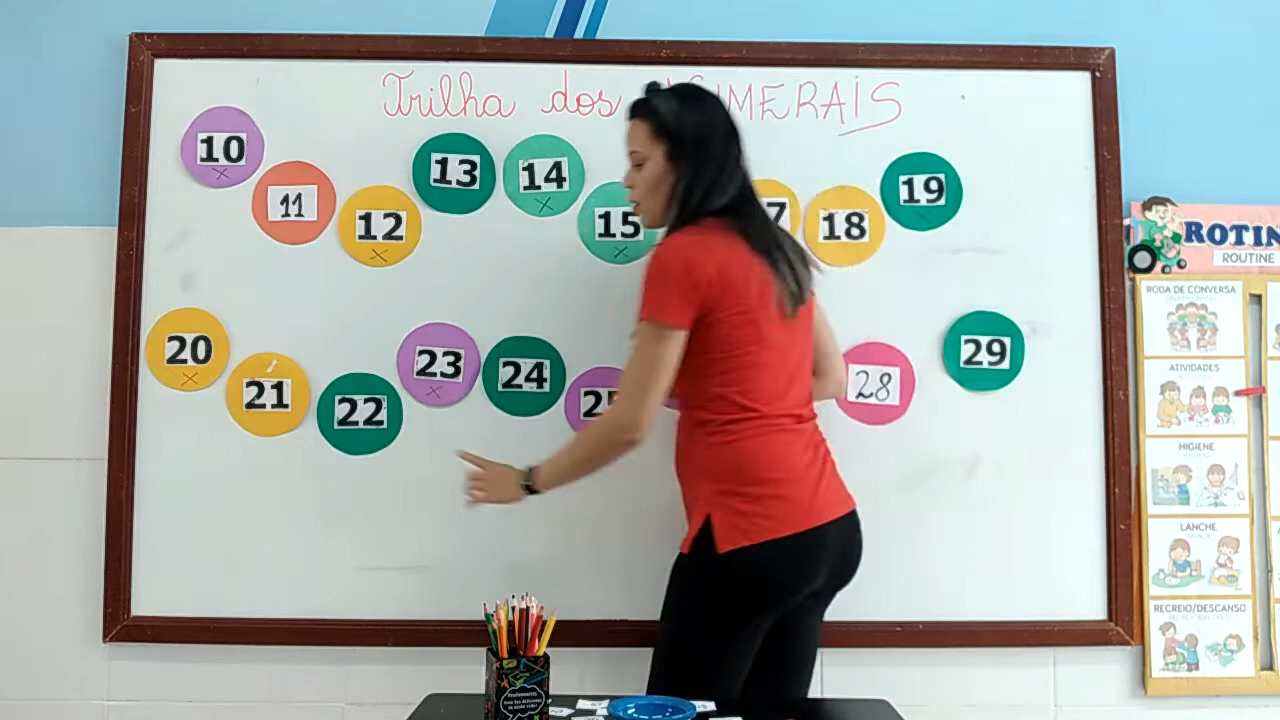 Trilha dos
10
11
12
13
14
15
18
19
20
21
22
23
24
28
29
ROTIN
ROUTINE
RODA DE CONVERSA
ATIVIDADES
HIGIENE
LANCHE
RECREIO/DESCANSO